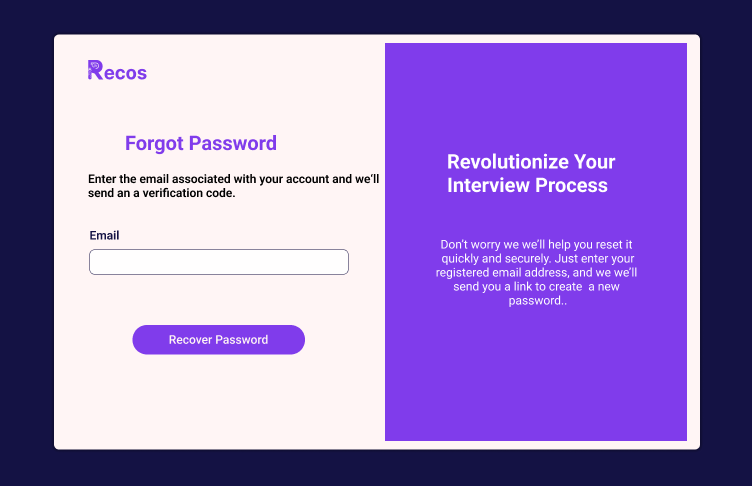 Recos
Forgot Password
Enter the email associated with your account and we’ll
send an a verification code.
Email
Recover Password
Revolutionize Your
Interview Process
Don’t worry we we’ll help you reset it
quickly and securely. Just enter your
registered email address, and we we’ll
send you a link to create  a new
password..